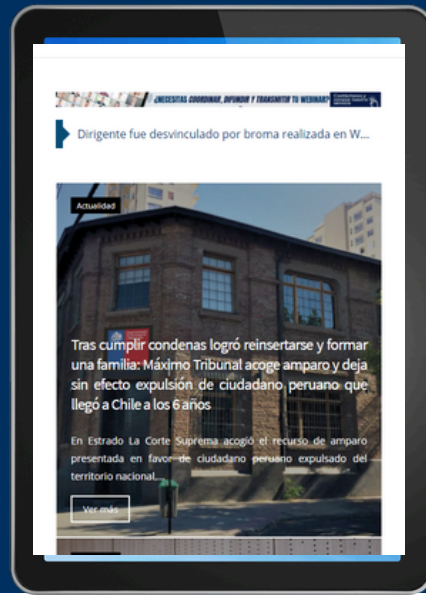 ¿NECESITAS COORDINAR, DIFUNDIR Y TRANSMITIR TU WEBINAR?
Dirigente fue desvinculado por broma realizada en W...
Actualidad
Tras cumplir condenas logró reinsertarse y formar
una familia: Máximo Tribunal acoge amparo y deja
sin efecto expulsión de ciudadano peruano que
llegó a Chile a los 6 años
En Estrado La Corte Suprema acogió el recurso de amparo
presentada en favor de ciudadano peruano expulsado del
territorio nacional...
Ver más